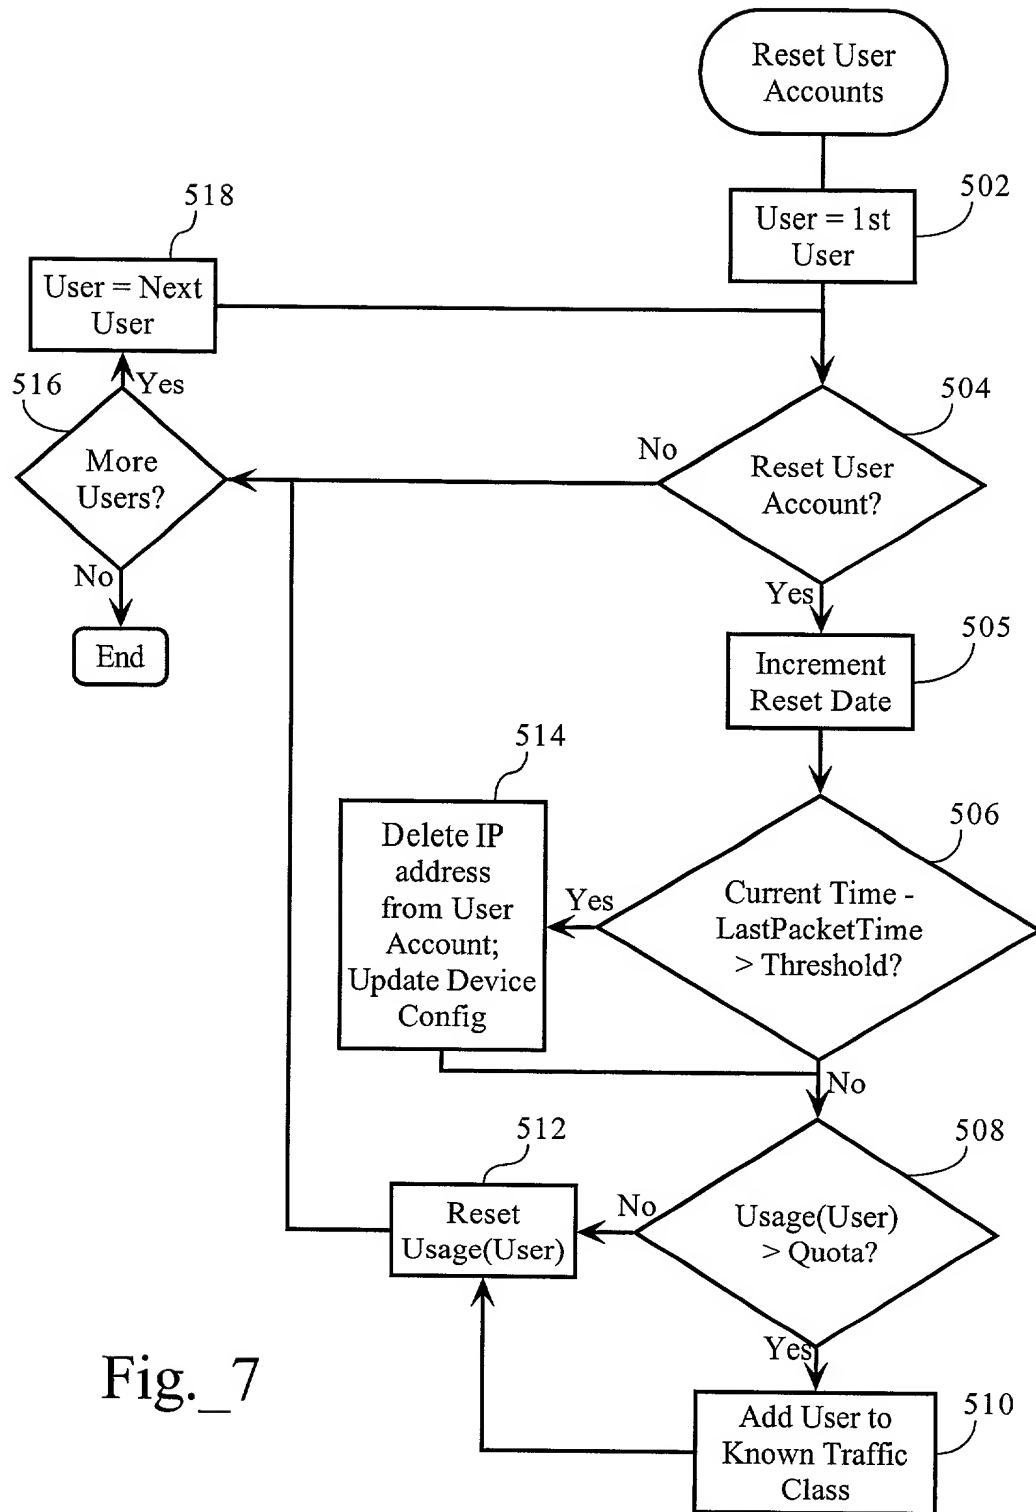 Reset User
Accounts
502
User = 1st
User
518
User = Next
User
516
Yes
More
Users?
No
End
504
No
Reset User
Account?
Yes
505
Increment
Reset Date
514
Delete IP
address
from User
Account;
Update Device
Config
506
Yes
Current Time -
LastPacketTime
> Threshold?
No
508
Usage(User)
> Quota?
No
512
Reset
Usage(User)
Yes
510
Add User to
Known Traffic
Class
Fig._7